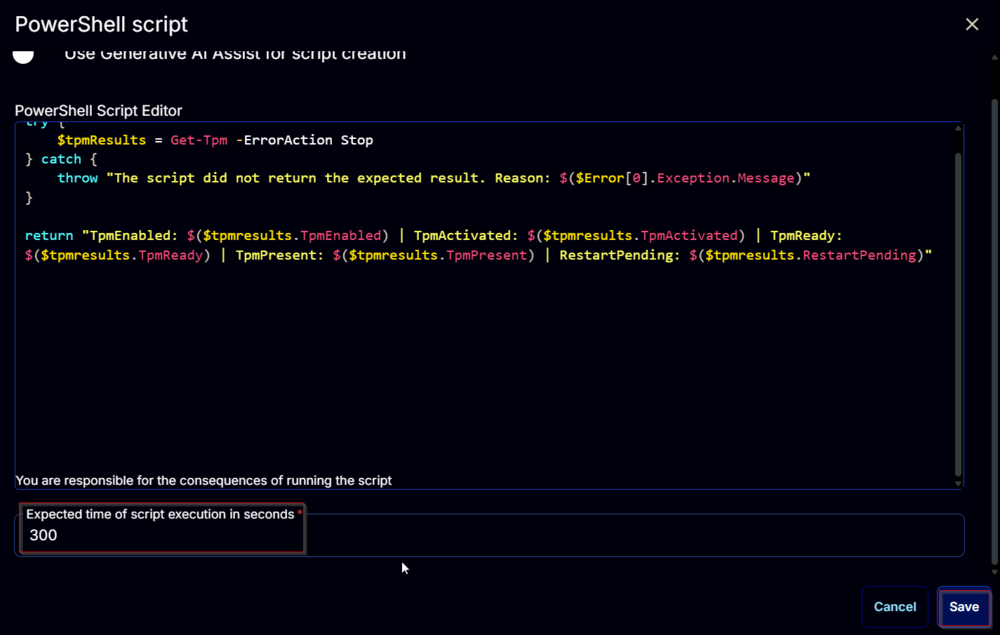 PowerShell script
Use Generative AI Assist for script creation
PowerShell Script Editor
try {
    $tpmResults = Get-Tpm -ErrorAction Stop
} catch {
    throw "The script did not return the expected result. Reason: $($Error[0].Exception.Message)"
}
return "TpmEnabled: $($tpmresults.TpmEnabled) | TpmActivated: $($tpmresults.TpmActivated) | TpmReady:
$($tpmresults.TpmReady) | TpmPresent: $($tpmresults.TpmPresent) | RestartPending: $($tpmresults.RestartPending)"
You are responsible for the consequences of running the script
Expected time of script execution in seconds *
300
Cancel
Save